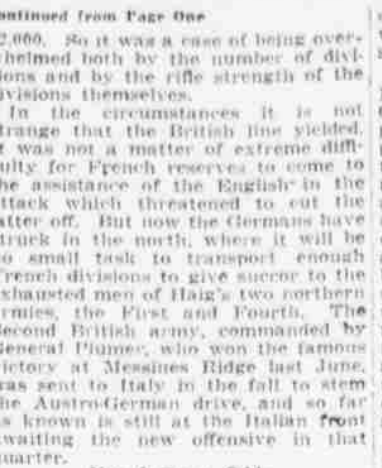 ontinued from Page One
2,000. So it was a case of being over-
helmed both by the number of divi-
ions and by the rifle strength of the
ivisions themselves.
In the circumstances it is not
trange that the British line yielded.
t was not a matter of extreme diffi-
ulty for French reserves to come to
he assistance of the English in the
ttack which threatened to cut the
atter off. But now the Germans have
truck in the north, where it will be
o small task to transport enough
rench divisions to give succor to the
xhausted men of Haig's two northern
rmies, the First and Fourth. The
econd British army, commanded by
eneral Plumer, who won the famous
ictory at Messines Ridge last June,
as sent to Italy in the fall to stem
he Austro-German drive, and so far
s known is still at the Italian front
waiting the new offensive in that
uarter.